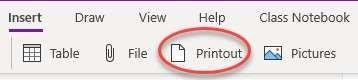 Insert Draw View Help Class Notebook
Table File Printout Pictures